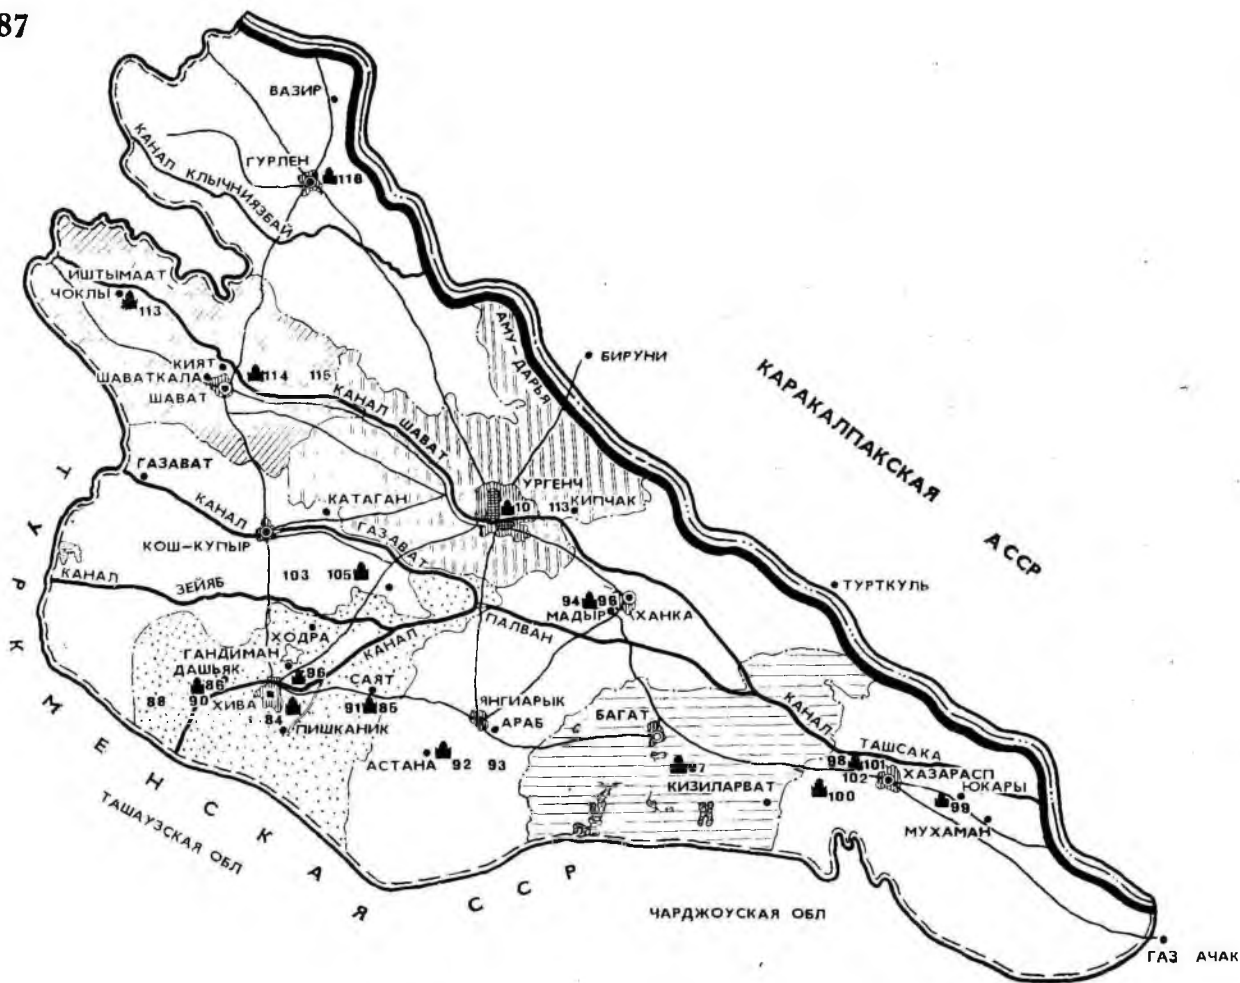 87
ВАЗИР
КАНАЛ КЛЫЧНИЯЗБАЙ
ГУРЛЕН
118
ИШТЫМААТ
ЧОКЛЫ
113
АМУ-ДАРЬЯ
БИРУНИ
КИЯТ
ШАВАТКАЛА
114 115
ШАВАТ
КАНАЛ ШАВАТ
КАРАКАЛПАКСКАЯ АССР
ГАЗАВАТ
КАТАГАН
УРГЕНЧ
10 113
КИПЧАК
КАНАЛ ГАЗАВАТ
КОШ-КУПЫР
КАНАЛ ЗЕЙЯБ
103 105
ТУРТКУЛЬ
94 96
МАДЫР
ХАНКА
ХОДРА
КАНАЛ ПАЛВАН
ГАНДИМАН
ДАШЬЯК
86
96
САЯТ
88 90
ХИВА
84
91 85
ПИШКАНИК
ЯНГИАРЫК
АРАБ
БАГАТ
КАНАЛ ТАШСАКА
АСТАНА
92 93
98 101
102
ХАЗАРАСП
КИЗИЛАРВАТ
100
ЮКАРЫ
99
МУХАМАН
ТУРКМЕНСКАЯ ССР
ТАШАУЗСКАЯ ОБЛ
ЧАРДЖОУСКАЯ ОБЛ
ГАЗ АЧАК